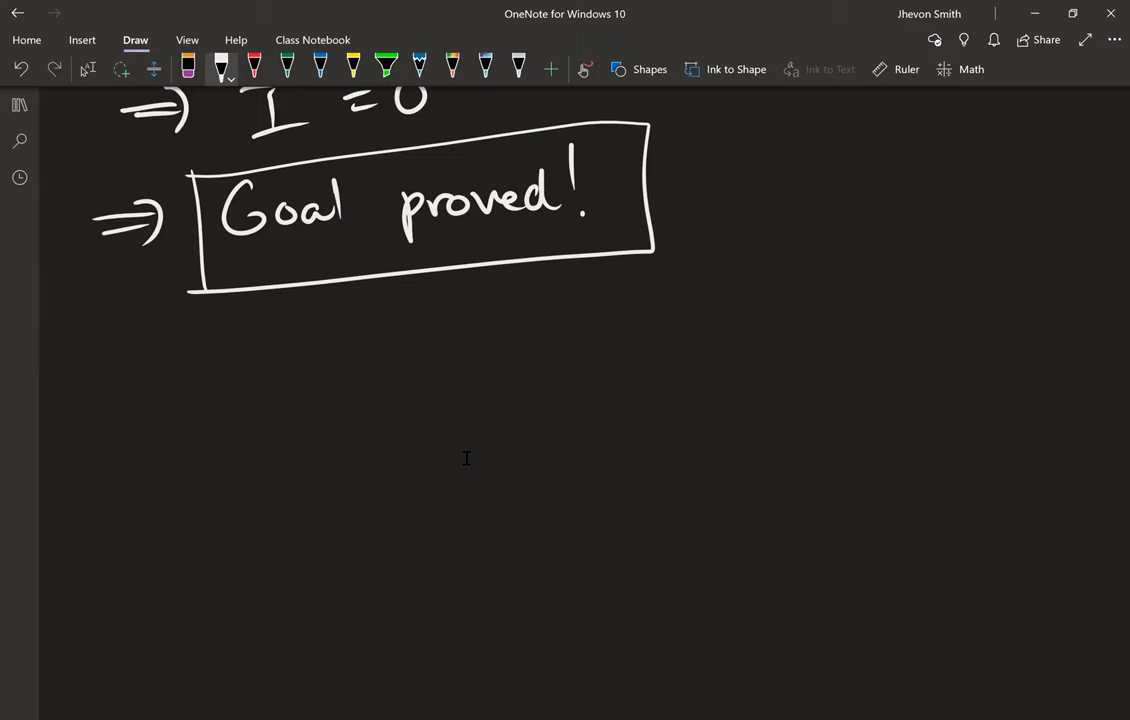 OneNote for Windows 10
Jhevon Smith
Home Insert Draw View Help Class Notebook
Share
Shapes Ink to Shape Ink to Text Ruler Math
⇒ I = 0
⇒ Goal proved!